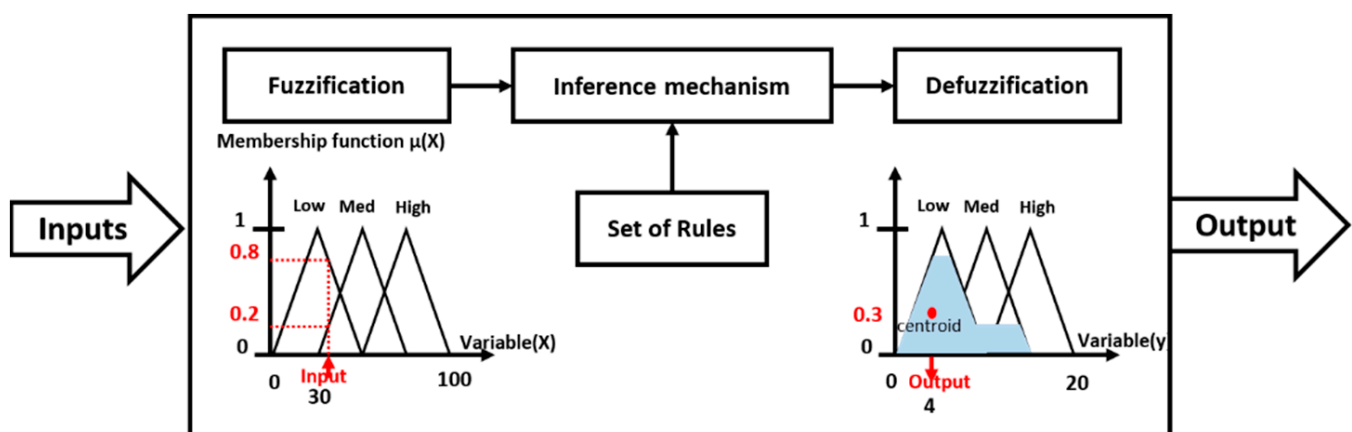 Inputs
Fuzzification
Inference mechanism
Defuzzification
Set of Rules
Output
Membership function μ(X)
Low Med High
1
0.8
0.2
0
Variable(X)
0
Input
30
100
Low Med High
1
0.3
centroid
0
Variable(y
0
Output
4
20